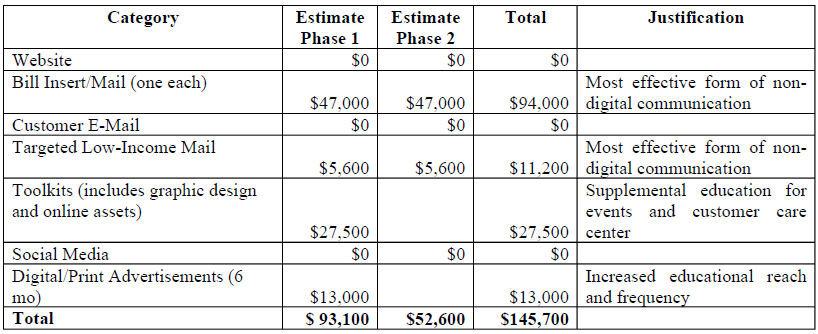 Category Estimate Phase 1 Estimate Phase 2 Total Justification
Website $0 $0 $0
Bill Insert/Mail (one each) $47,000 $47,000 $94,000 Most effective form of non-digital communication
Customer E-Mail $0 $0 $0
Targeted Low-Income Mail $5,600 $5,600 $11,200 Most effective form of non-digital communication
Toolkits (includes graphic design and online assets) $27,500 $27,500 Supplemental education for events and customer care center
Social Media $0 $0 $0
Digital/Print Advertisements (6 mo) $13,000 $13,000 Increased educational reach and frequency
Total $ 93,100 $52,600 $145,700